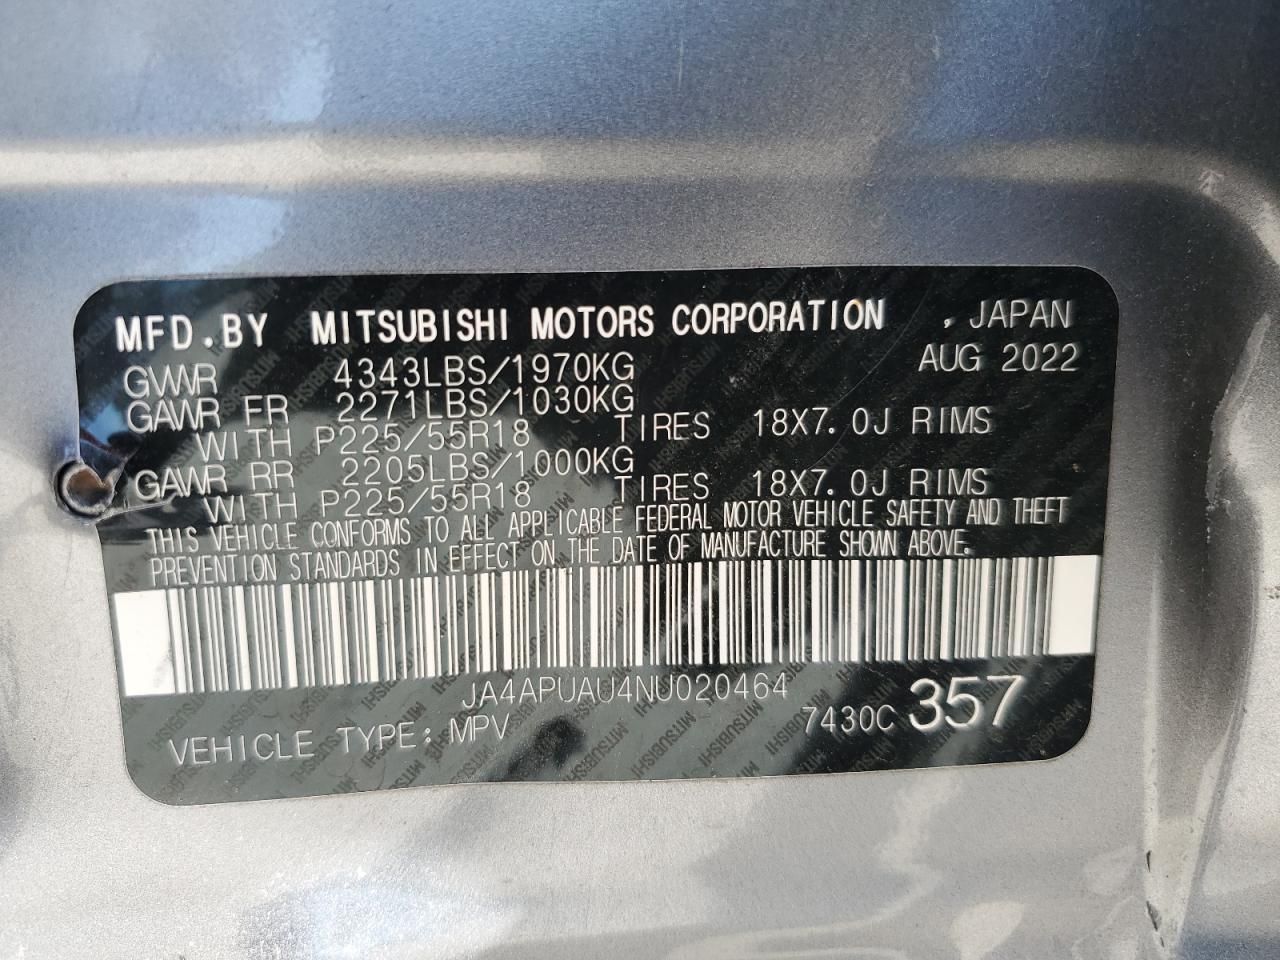 MFD.BY MITSUBISHI MOTORS CORPORATION , JAPAN
GVWR 4343LBS/1970KG AUG 2022
GAWR FR 2271LBS/1030KG
WITH P225/55R18 TIRES 18X7.0J RIMS
GAWR RR 2205LBS/1000KG
WITH P225/55R18 TIRES 18X7.0J RIMS
THIS VEHICLE CONFORMS TO ALL APPLICABLE FEDERAL MOTOR VEHICLE SAFETY AND THEFT
PREVENTION STANDARDS IN EFFECT ON THE DATE OF MANUFACTURE SHOWN ABOVE.
JA4APUAU4NU020464
VEHICLE TYPE: MPV 7430C 357